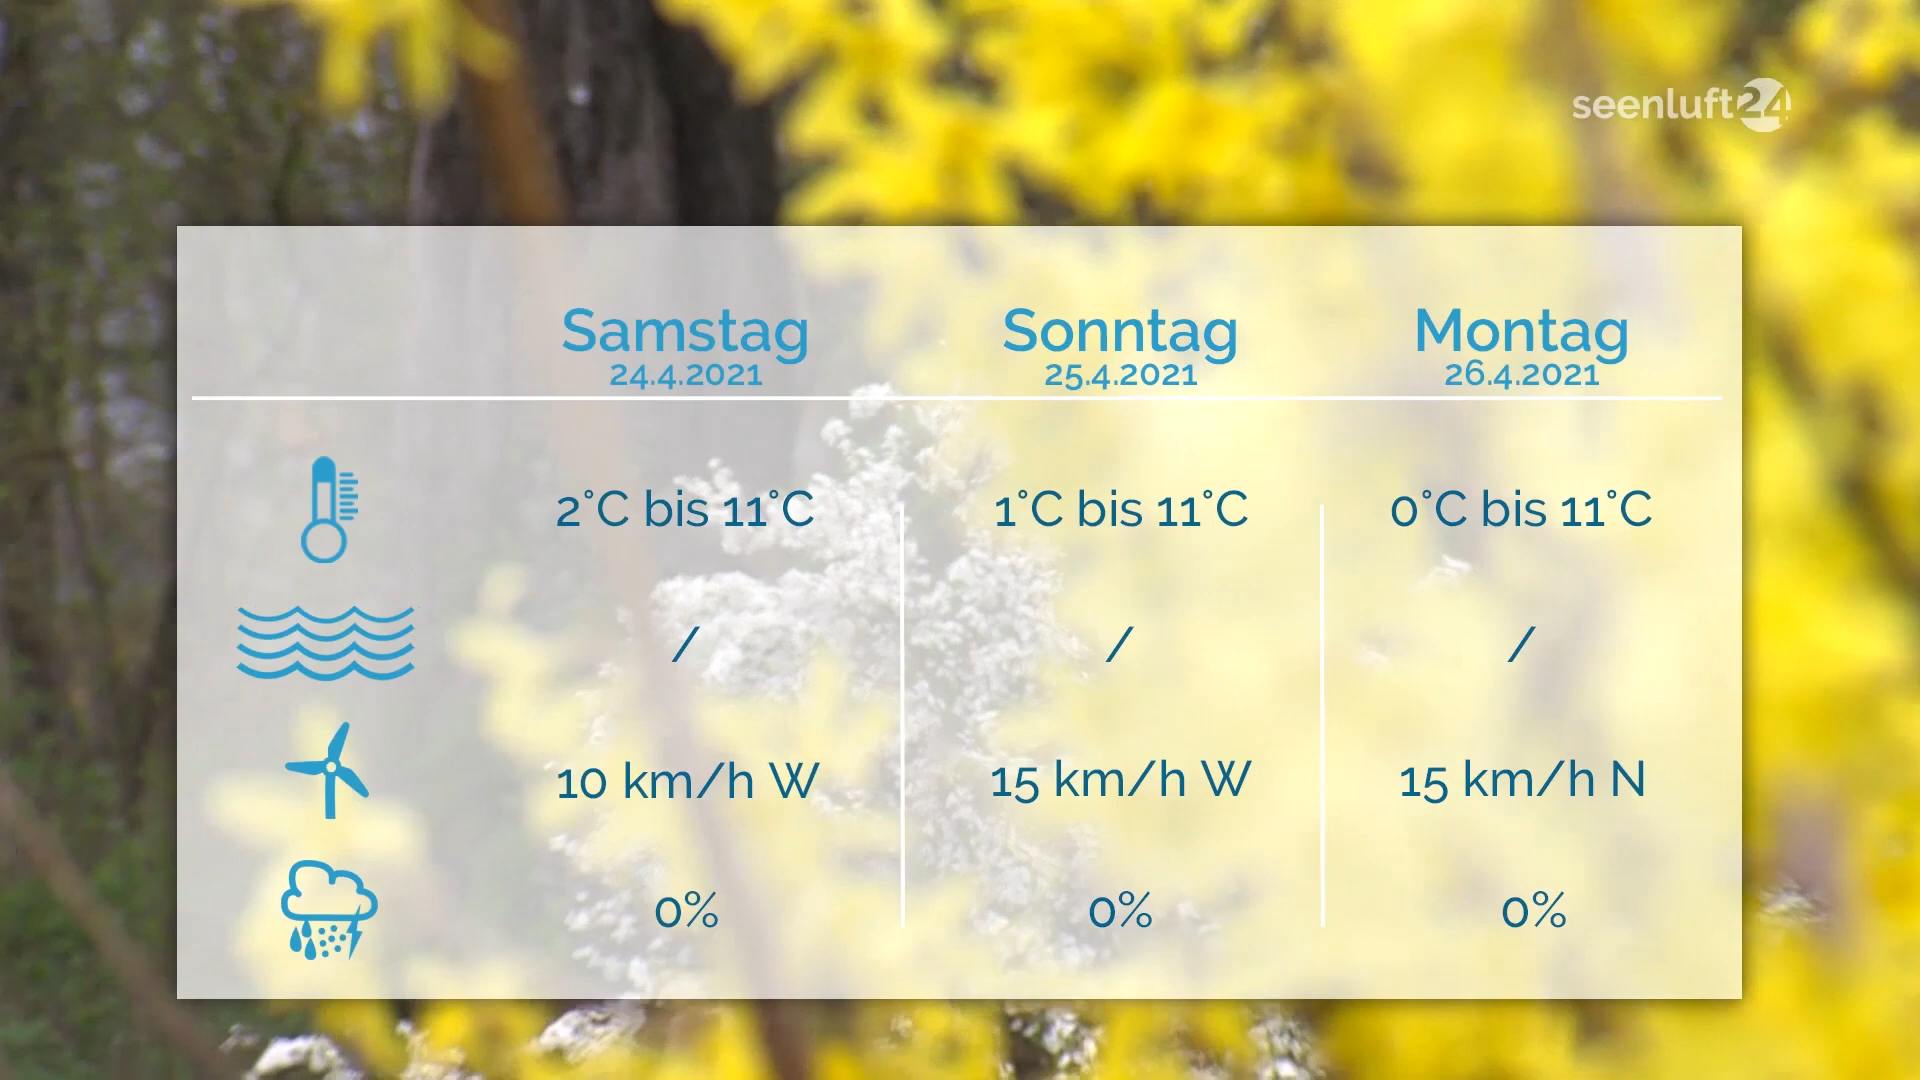 seenluft24
Samstag Sonntag Montag
24.4.2021 25.4.2021 26.4.2021
2°C bis 11°C 1°C bis 11°C 0°C bis 11°C
/ / /
10 km/h W 15 km/h W 15 km/h N
0% 0% 0%